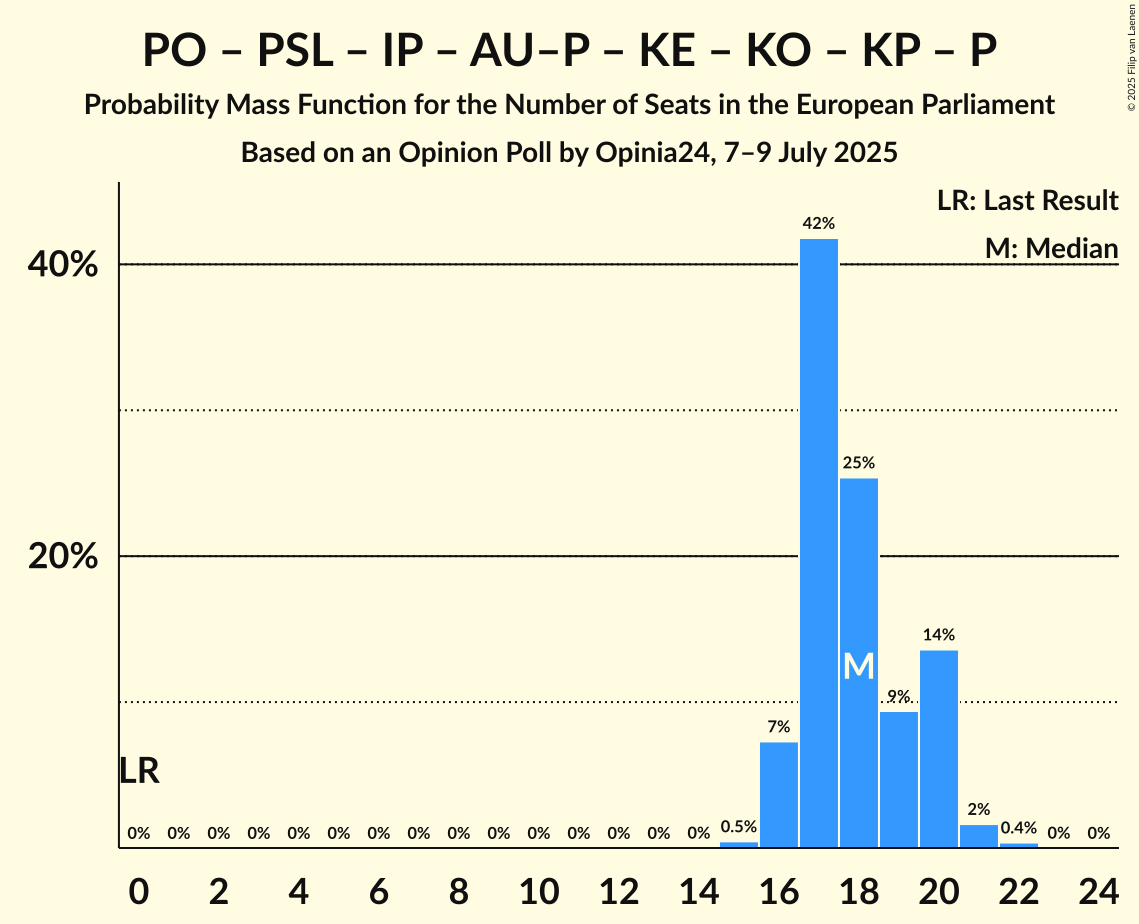 PO – PSL – IP – AU–P – KE – KO – KP – P
Probability Mass Function for the Number of Seats in the European Parliament
Based on an Opinion Poll by Opinia24, 7–9 July 2025
© 2025 Filip van Laenen
LR: Last Result
M: Median
40%
20%
42%
25%
14%
9%
7%
2%
0.5%
0.4%
M
LR
0% 0% 0% 0% 0% 0% 0% 0% 0% 0% 0% 0% 0% 0% 0% 0% 0%
0 2 4 6 8 10 12 14 16 18 20 22 24